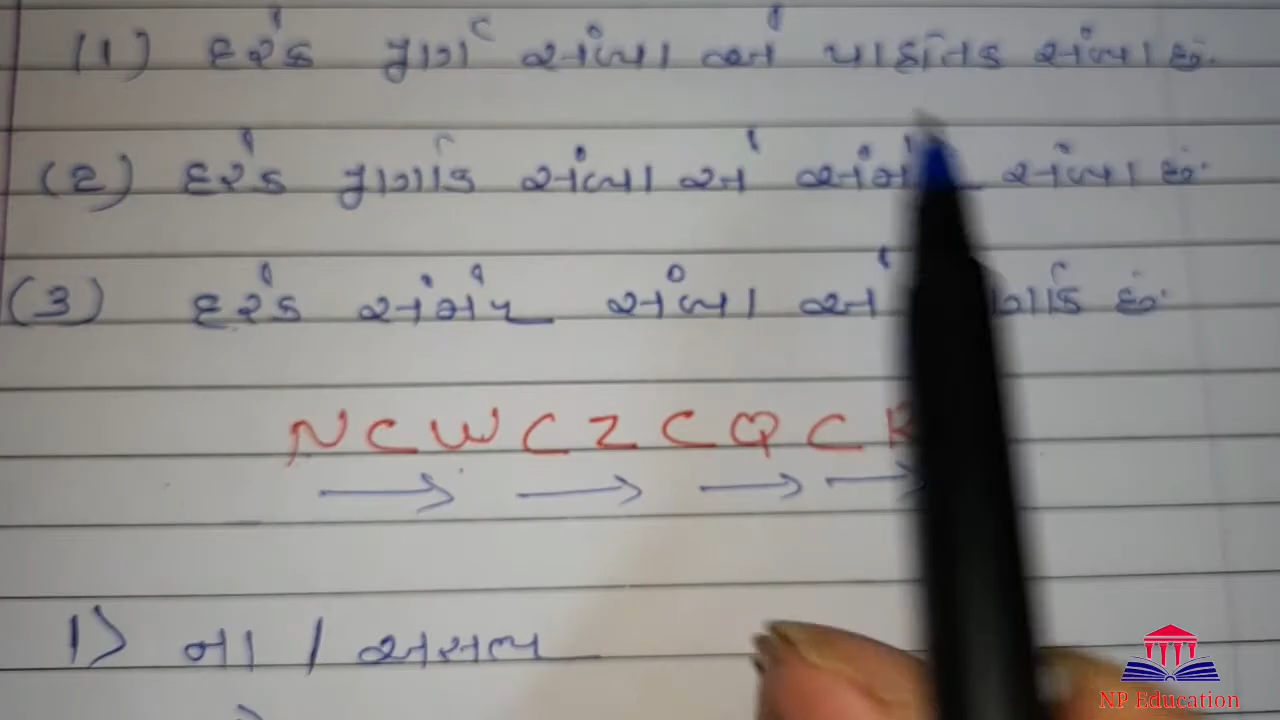 (1) દરેક પૂર્ણ સંખ્યા એ પ્રાકૃતિક સંખ્યા છે.
(2) દરેક પૂર્ણાંક સંખ્યા એ સંમેય સંખ્યા છે.
(3) દરેક સંમેય સંખ્યા એ છે.
N C W C Z C Q C R
1) ના / અસત્ય
NP Education